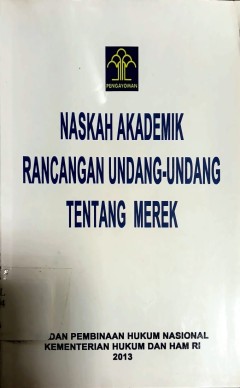 PENGAYOMAN
NASKAH AKADEMIK
RANCANGAN UNDANG-UNDANG
TENTANG MEREK
DAN PEMBINAAN HUKUM NASIONAL
KEMENTERIAN HUKUM DAN HAM RI
2013